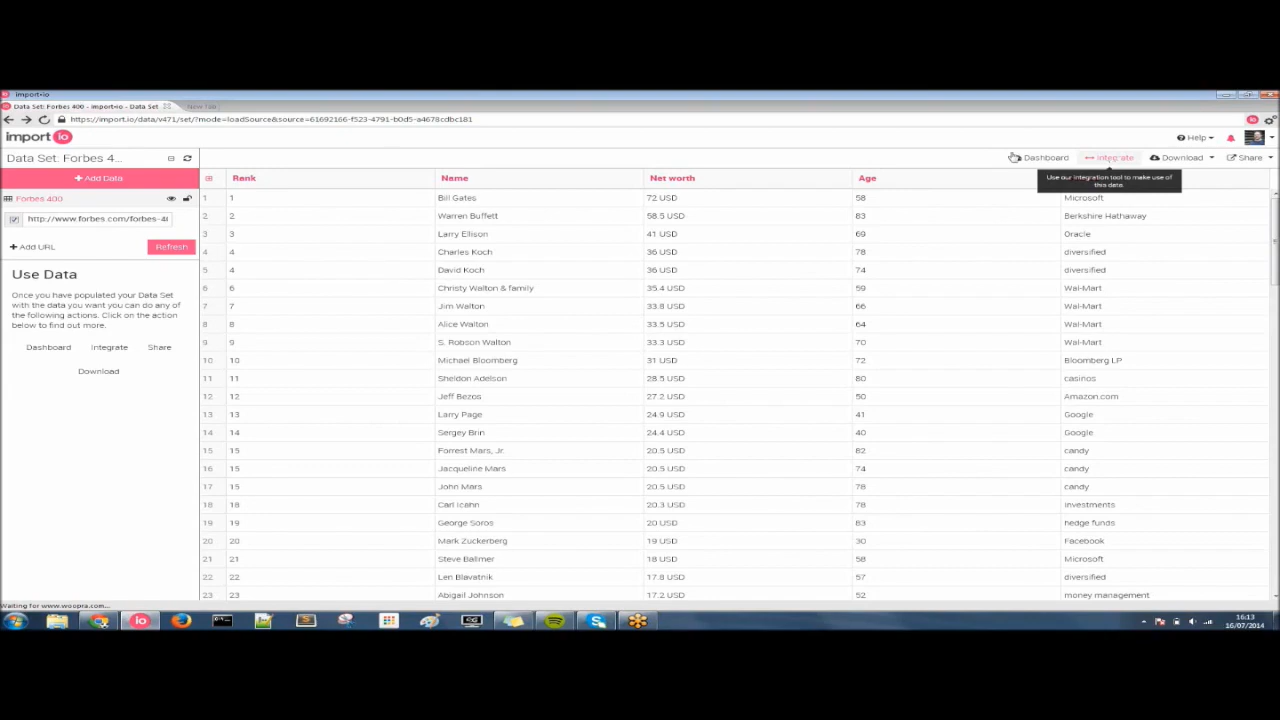 import•io
Data Set: Forbes 400 - import•io - Data Set
New Tab
https://import.io/data/v471/set/?mode=loadSource&source=61692166-f523-4791-b0d5-a4678cdbc181
import io
Help
Data Set: Forbes 4...
Dashboard Integrate Download Share
Use our integration tool to make use of
this data.
+ Add Data
Forbes 400
http://www.forbes.com/forbes-4
+ Add URL
Refresh
Use Data
Once you have populated your Data Set
with the data you want you can do any of
the following actions. Click on the action
below to find out more.
Dashboard Integrate Share
Download
Rank Name Net worth Age
1 1 Bill Gates 72 USD 58 Microsoft
2 2 Warren Buffett 58.5 USD 83 Berkshire Hathaway
3 3 Larry Ellison 41 USD 69 Oracle
4 4 Charles Koch 36 USD 78 diversified
5 4 David Koch 36 USD 74 diversified
6 6 Christy Walton & family 35.4 USD 59 Wal-Mart
7 7 Jim Walton 33.8 USD 66 Wal-Mart
8 8 Alice Walton 33.5 USD 64 Wal-Mart
9 9 S. Robson Walton 33.3 USD 70 Wal-Mart
10 10 Michael Bloomberg 31 USD 72 Bloomberg LP
11 11 Sheldon Adelson 28.5 USD 80 casinos
12 12 Jeff Bezos 27.2 USD 50 Amazon.com
13 13 Larry Page 24.9 USD 41 Google
14 14 Sergey Brin 24.4 USD 40 Google
15 15 Forrest Mars, Jr. 20.5 USD 82 candy
16 15 Jacqueline Mars 20.5 USD 74 candy
17 15 John Mars 20.5 USD 78 candy
18 18 Carl Icahn 20.3 USD 78 investments
19 19 George Soros 20 USD 83 hedge funds
20 20 Mark Zuckerberg 19 USD 30 Facebook
21 21 Steve Ballmer 18 USD 58 Microsoft
22 22 Len Blavatnik 17.8 USD 57 diversified
23 23 Abigail Johnson 17.2 USD 52 money management
Waiting for www.woopra.com...
16:13
16/07/2014